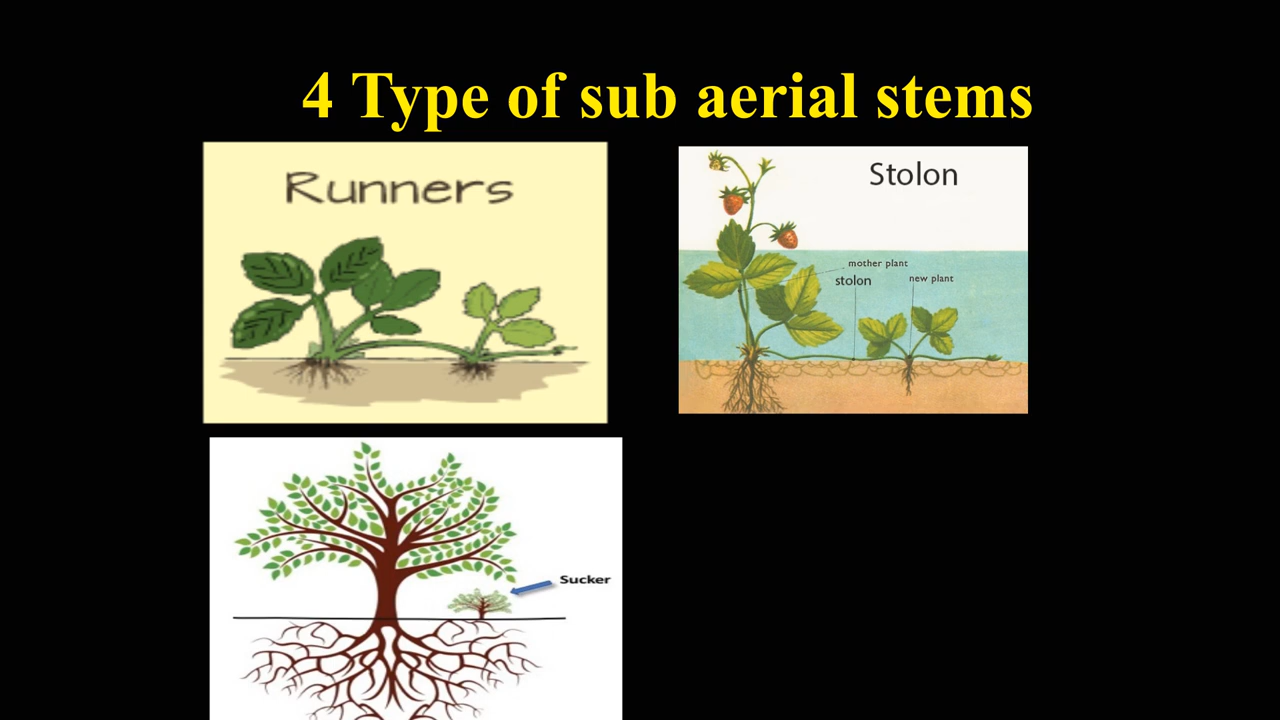 4 Type of sub aerial stems
Runners
Stolon
mother plant
stolon
new plant
Sucker